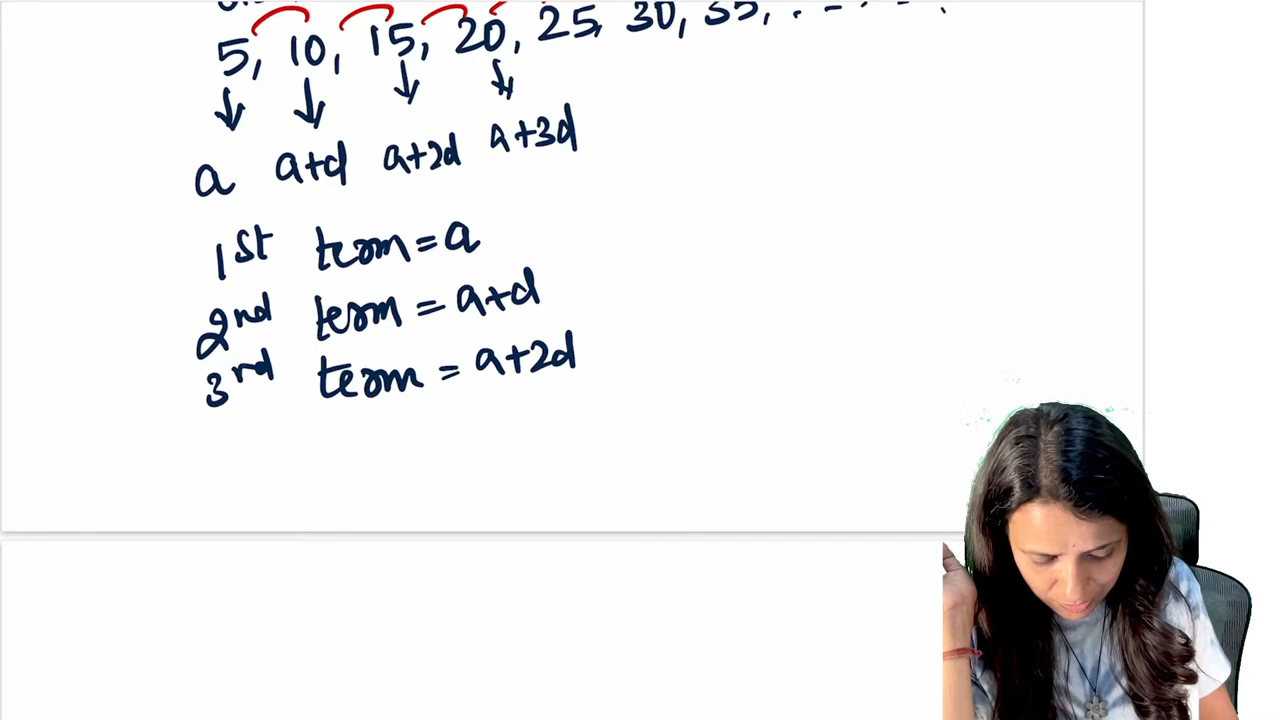 5, 10, 15, 20, 25, 30, 35, . - . - .
↓ ↓ ↓ ↓
a a+d a+2d a+3d
1st term = a
2nd term = a+d
3rd term = a+2d